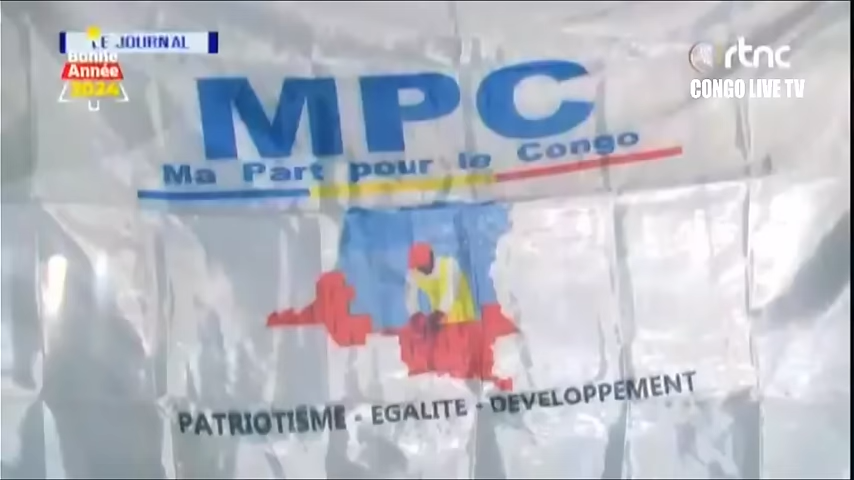 LE JOURNAL
Bonne
Année
2024
rtnc
CONGO LIVE TV
MPC
Ma Part pour le Congo
PATRIOTISME - EGALITE - DEVELOPPEMENT